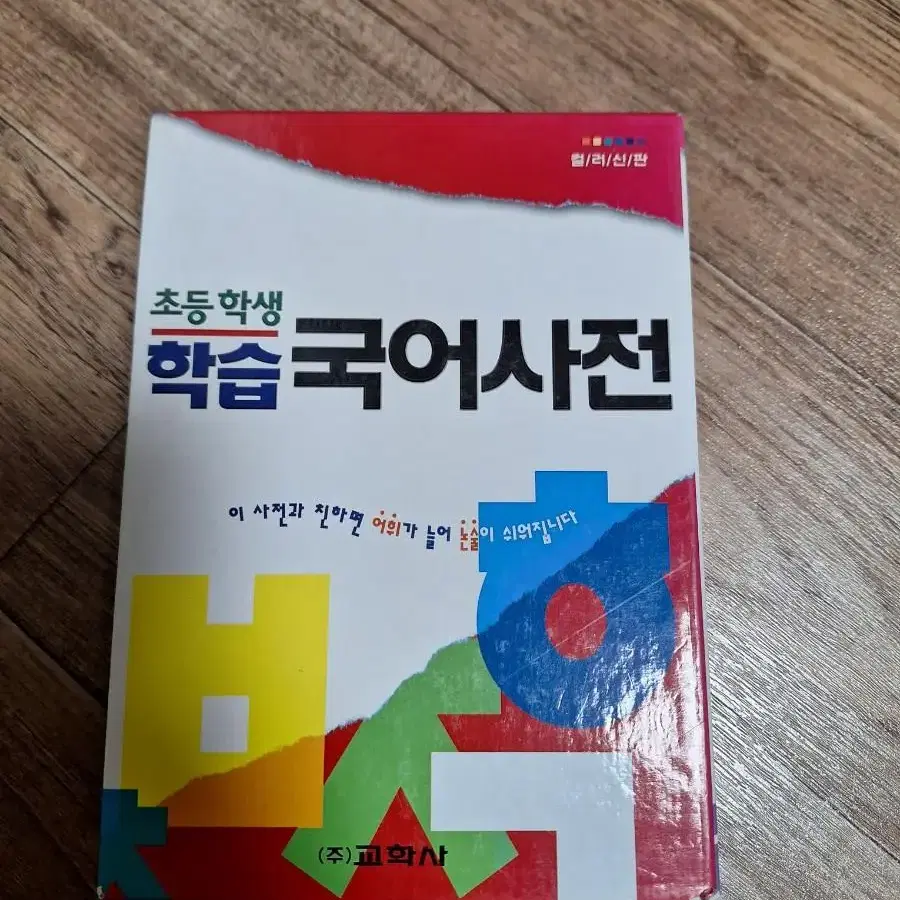 컬/러/신/판
초등 학생
학습 국어사전
이 사전과 친하면 어휘가 늘어 논술이 쉬워집니다
(주)교학사